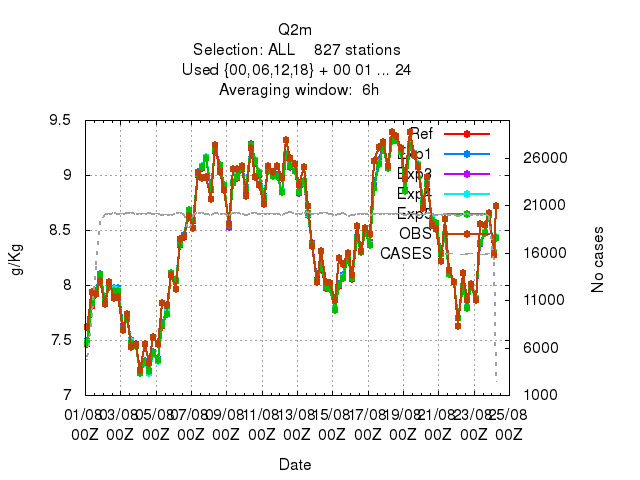 Q2m
Selection: ALL 827 stations
Used {00,06,12,18} + 00 01 ... 24
Averaging window: 6h
9.5
9
8.5
8
7.5
7
g/Kg
26000
21000
16000
11000
6000
1000
No cases
Ref
Exp1
Exp3
Exp4
Exp5
OBS
CASES
01/08 03/08 05/08 07/08 09/08 11/08 13/08 15/08 17/08 19/08 21/08 23/08 25/08
00Z 00Z 00Z 00Z 00Z 00Z 00Z 00Z 00Z 00Z 00Z 00Z 00Z
Date